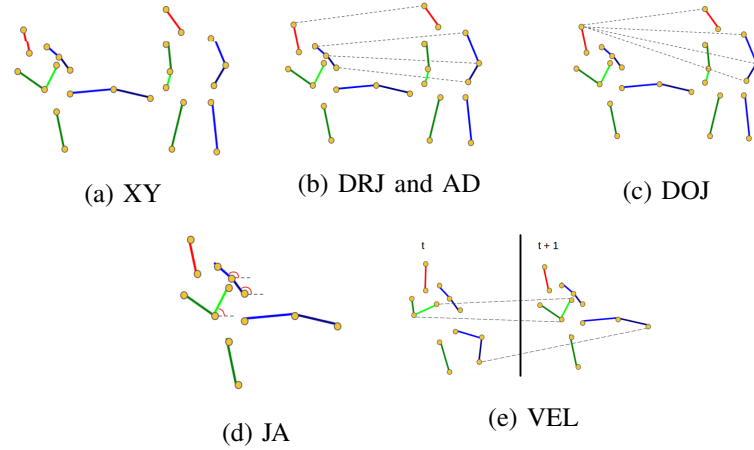 (a) XY
(b) DRJ and AD
(c) DOJ
t
t + 1
(d) JA
(e) VEL